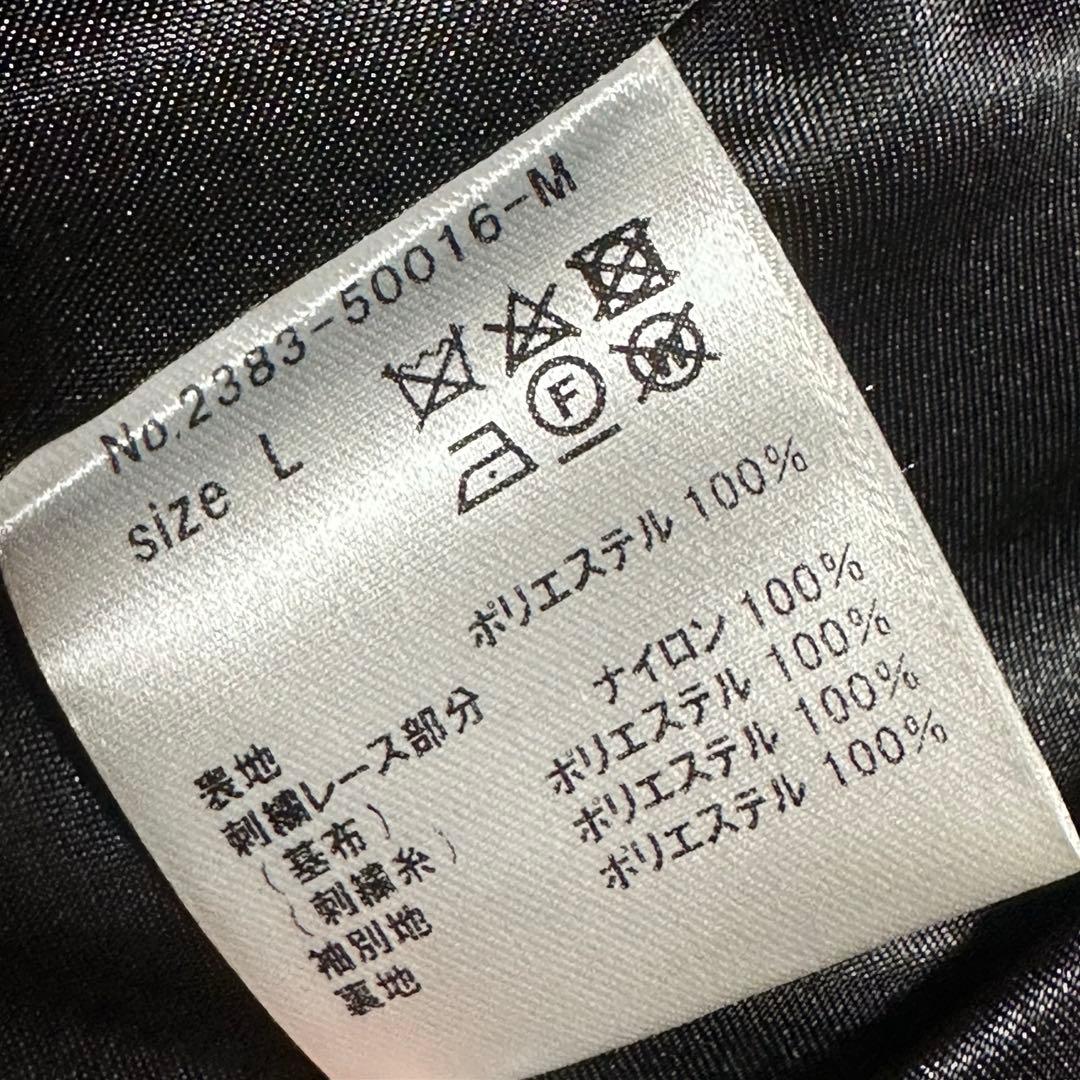 No.2383-50016-M
size L
F
W
表地 ポリエステル 100%
刺繍レース部分
(基布) ナイロン 100%
(刺繍糸) ポリエステル 100%
袖別地 ポリエステル 100%
裏地 ポリエステル 100%